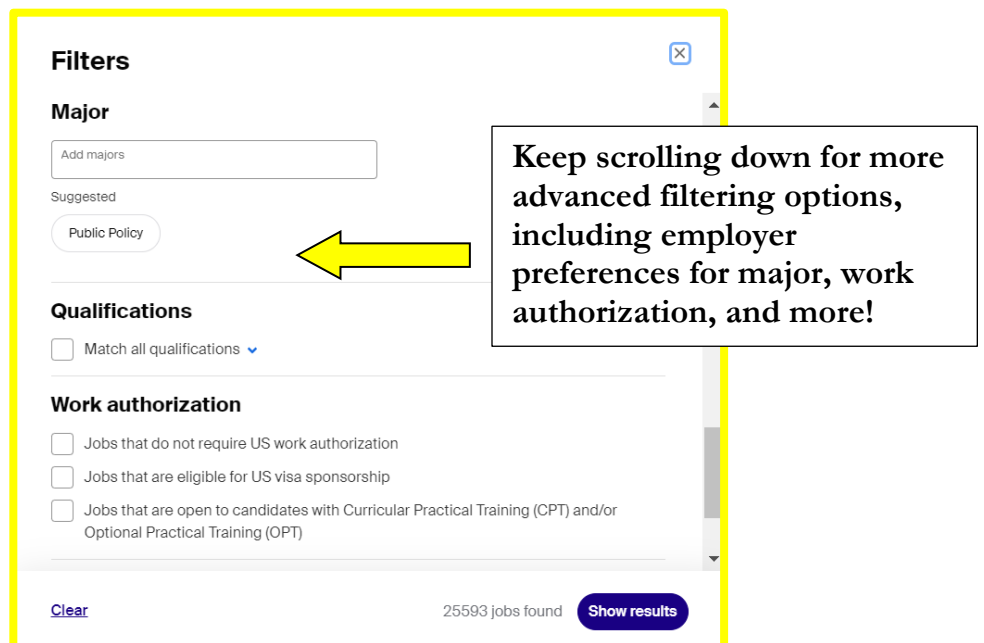 Filters
Major
Add majors
Suggested
Public Policy
Keep scrolling down for more
advanced filtering options,
including employer
preferences for major, work
authorization, and more!
Qualifications
Match all qualifications
Work authorization
Jobs that do not require US work authorization
Jobs that are eligible for US visa sponsorship
Jobs that are open to candidates with Curricular Practical Training (CPT) and/or
Optional Practical Training (OPT)
Clear
25593 jobs found
Show results